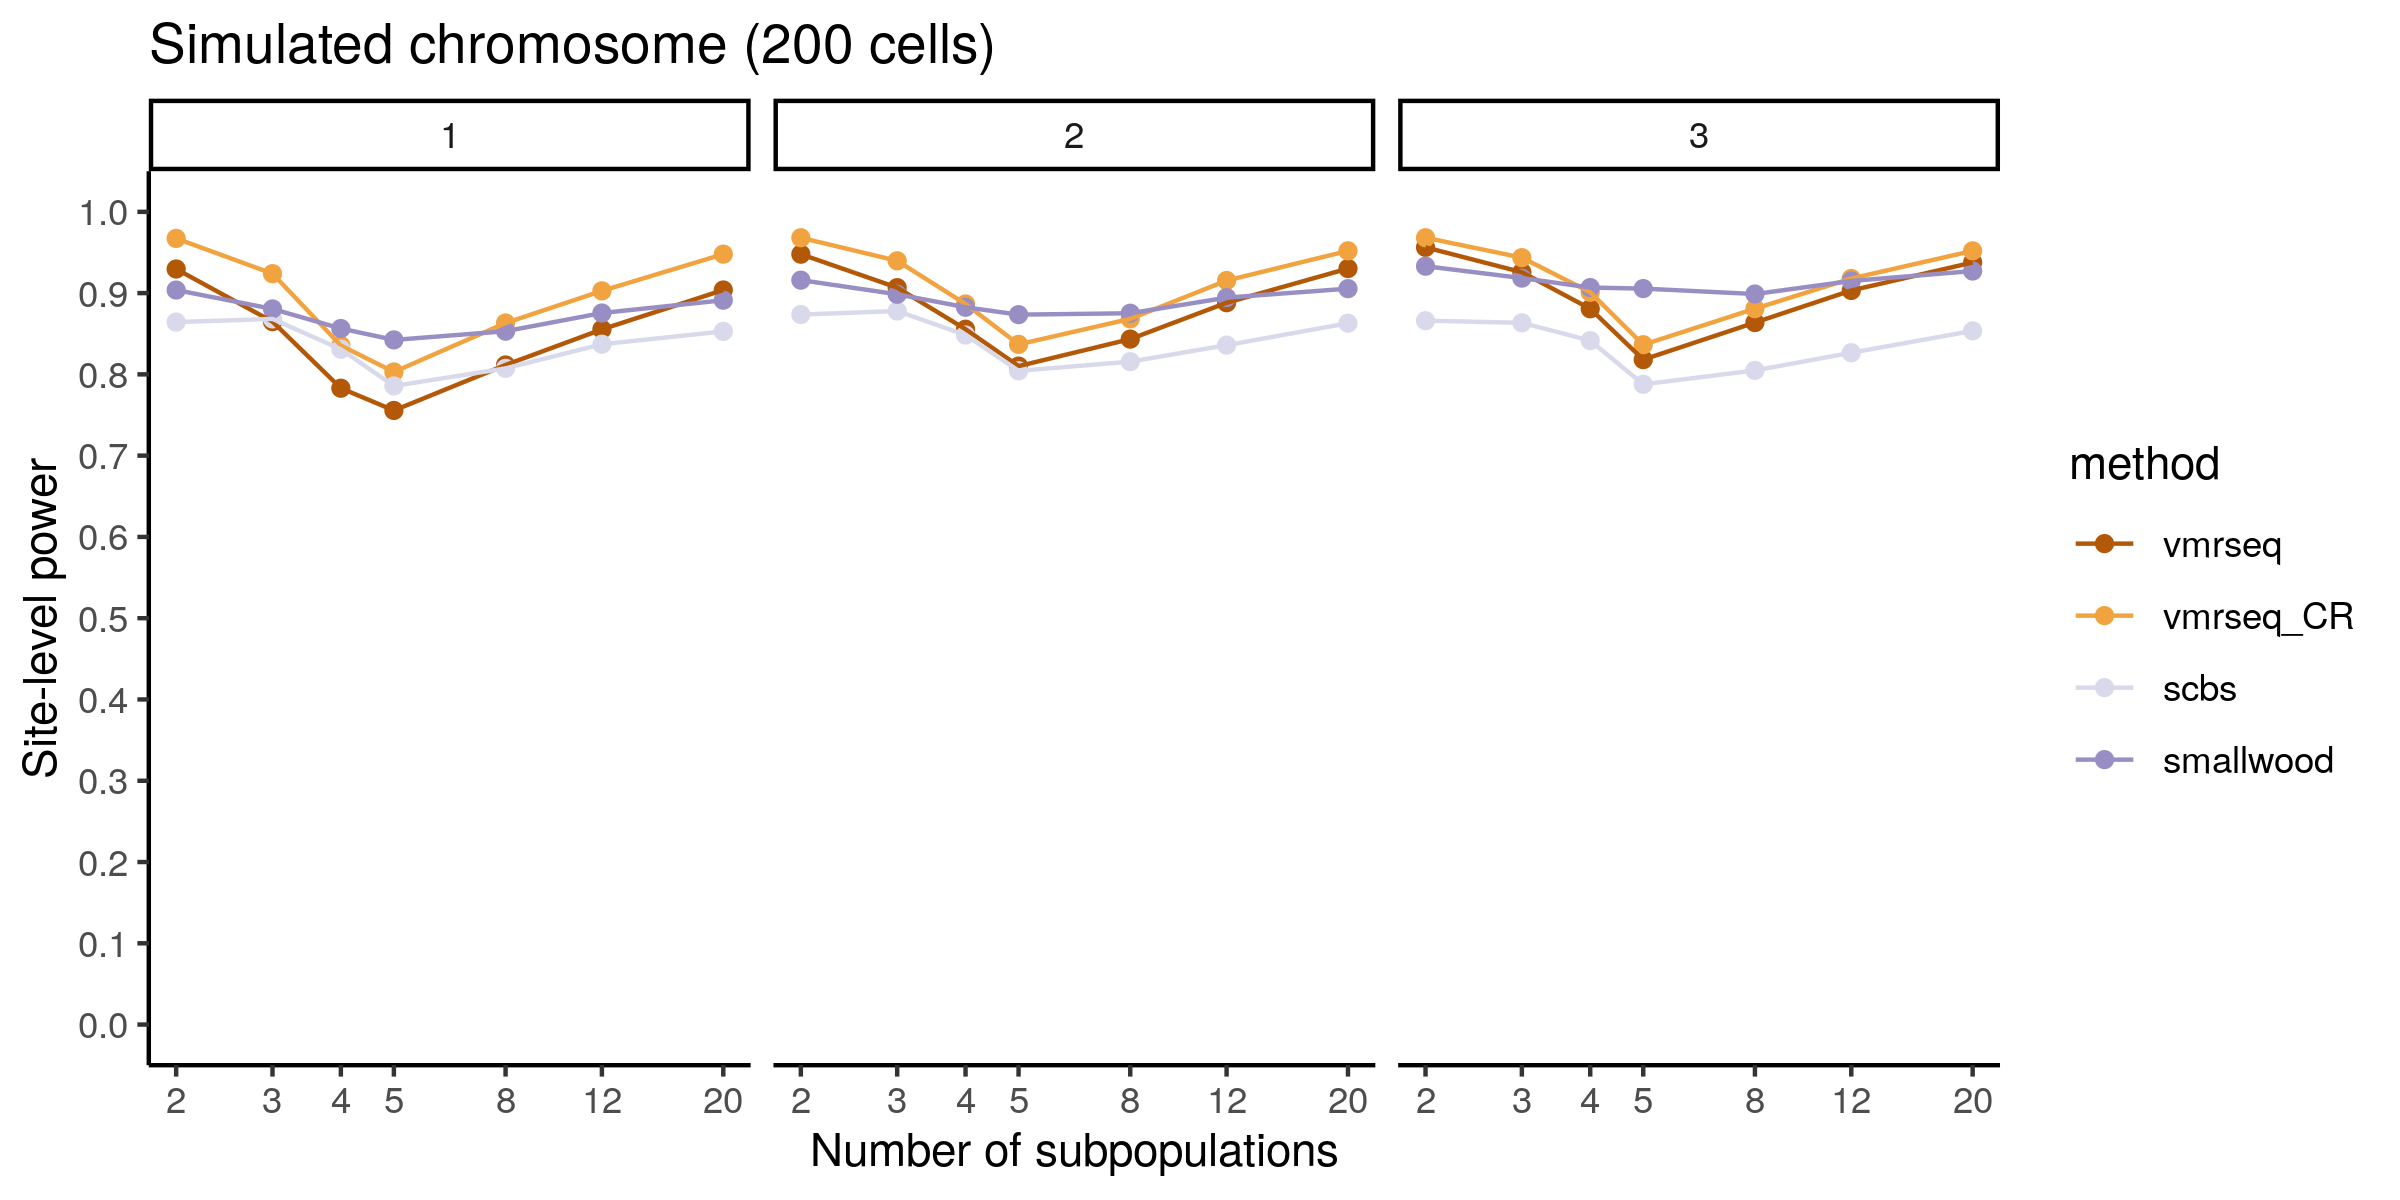 Simulated chromosome (200 cells)
1 2 3
1.0
0.9
0.8
0.7
0.6
0.5
0.4
0.3
0.2
0.1
0.0
Site-level power
2 3 4 5 8 12 20 2 3 4 5 8 12 20 2 3 4 5 8 12 20
Number of subpopulations
method
vmrseq
vmrseq_CR
scbs
smallwood